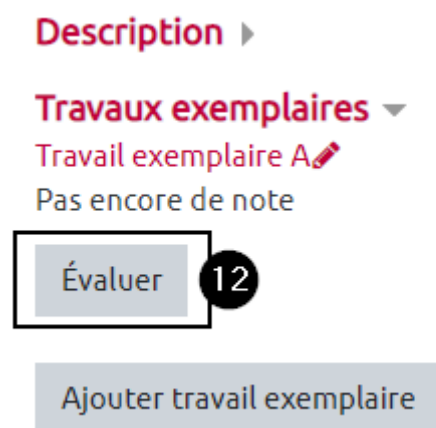 Description
Travaux exemplaires
Travail exemplaire A
Pas encore de note
Évaluer 12
Ajouter travail exemplaire